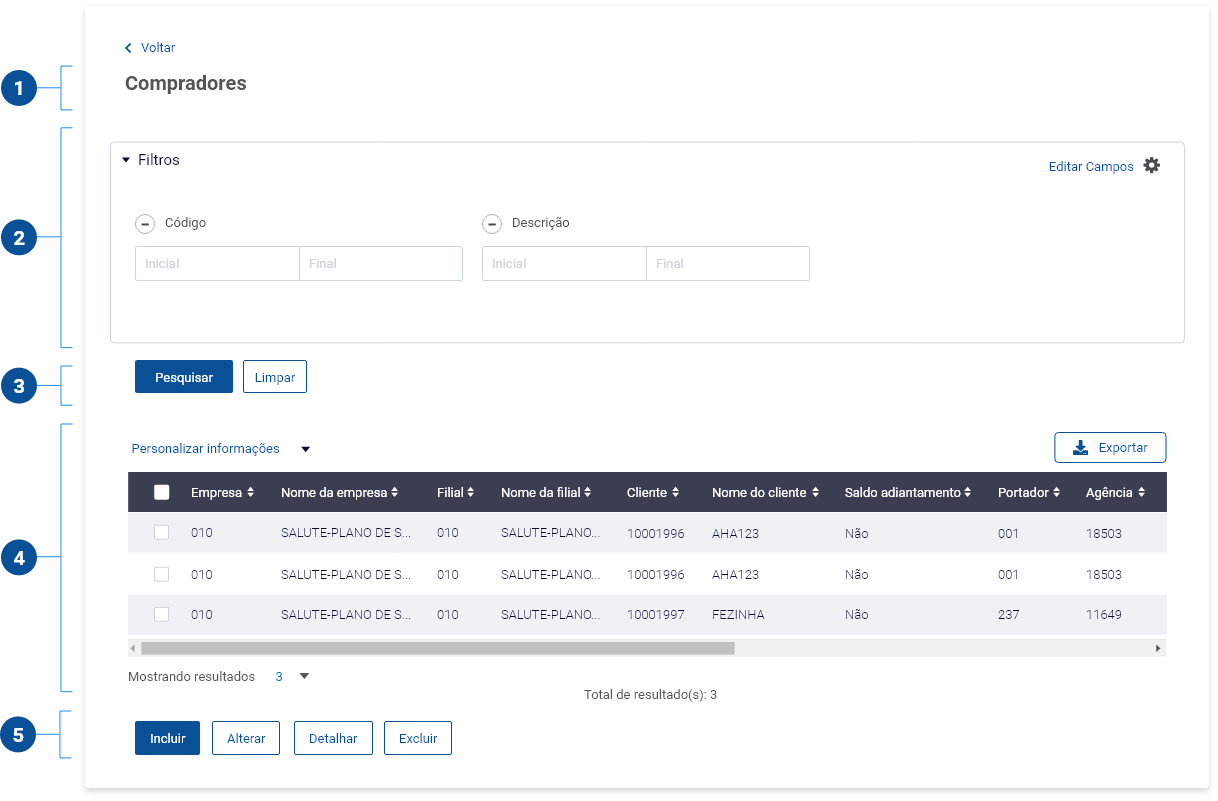 Voltar
1
Compradores
Filtros
Editar Campos
2
Código Descrição
Inicial Final Inicial Final
3
Pesquisar Limpar
Personalizar informações Exportar
Empresa Nome da empresa Filial Nome da filial Cliente Nome do cliente Saldo adiantamento Portador Agência
010 SALUTE-PLANO DE S... 010 SALUTE-PLANO... 10001996 AHA123 Não 001 18503
4
010 SALUTE-PLANO DE S... 010 SALUTE-PLANO... 10001996 AHA123 Não 001 18503
010 SALUTE-PLANO DE S... 010 SALUTE-PLANO... 10001997 FEZINHA Não 237 11649
Mostrando resultados 3
Total de resultado(s): 3
5
Incluir Alterar Detalhar Excluir